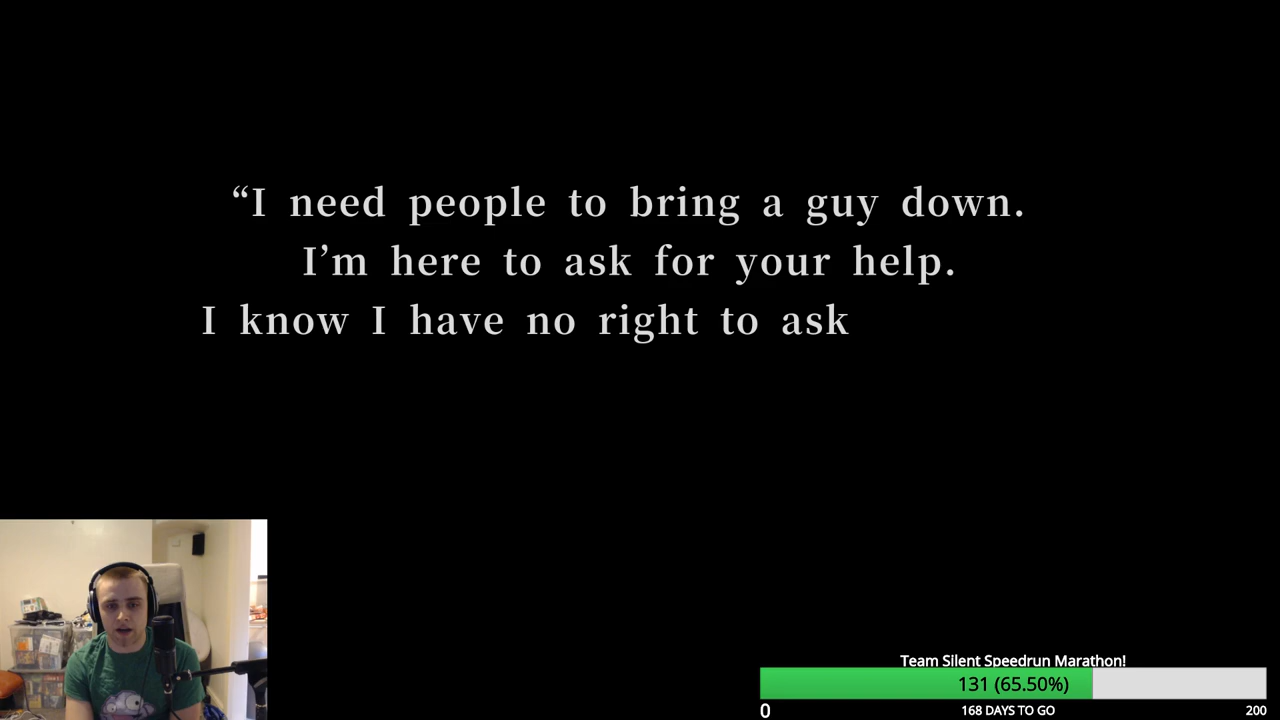 “I need people to bring a guy down.
I’m here to ask for your help.
I know I have no right to ask
Team Silent Speedrun Marathon!
131 (65.50%)
0 168 DAYS TO GO 200